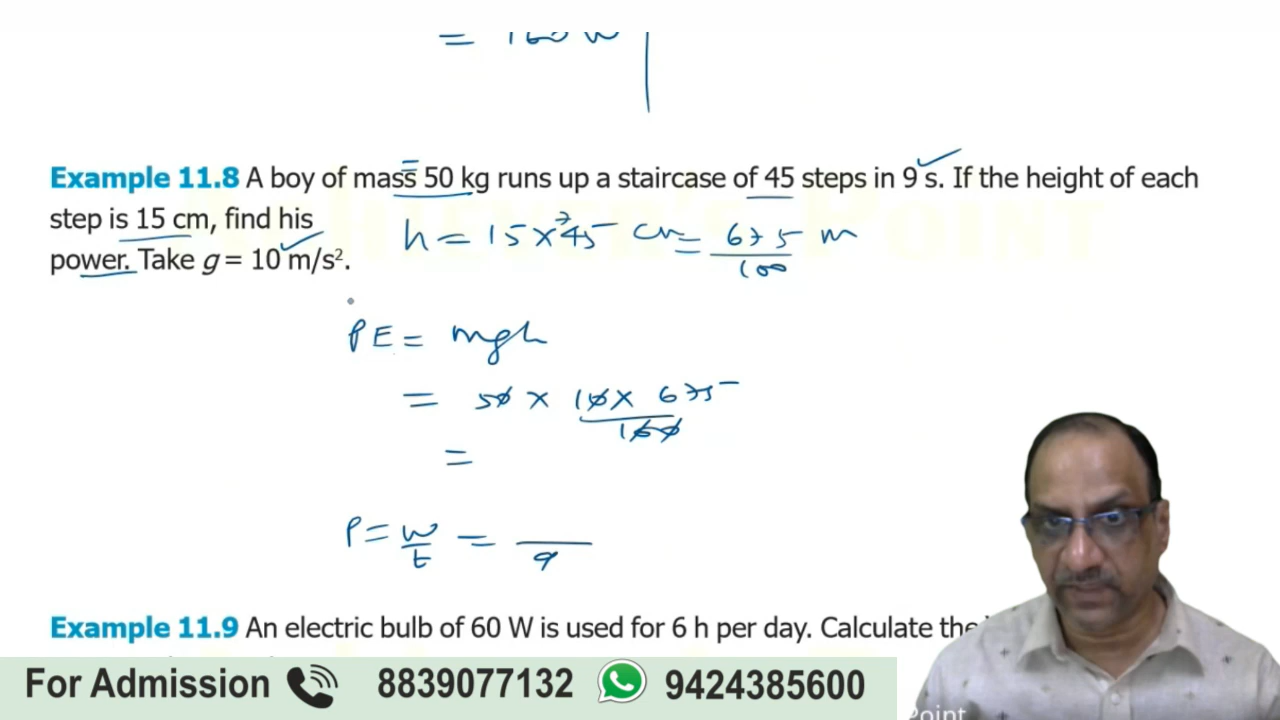 = 160 W
Example 11.8 A boy of mass 50 kg runs up a staircase of 45 steps in 9 s. If the height of each
step is 15 cm, find his
h = 15 × 45 cm = 675/100 m
power. Take g = 10 m/s².
PE = mgh
= 50 × 10 × 675/100
=
P = W/t = /9
Example 11.9 An electric bulb of 60 W is used for 6 h per day. Calculate the
For Admission 8839077132 9424385600
Point